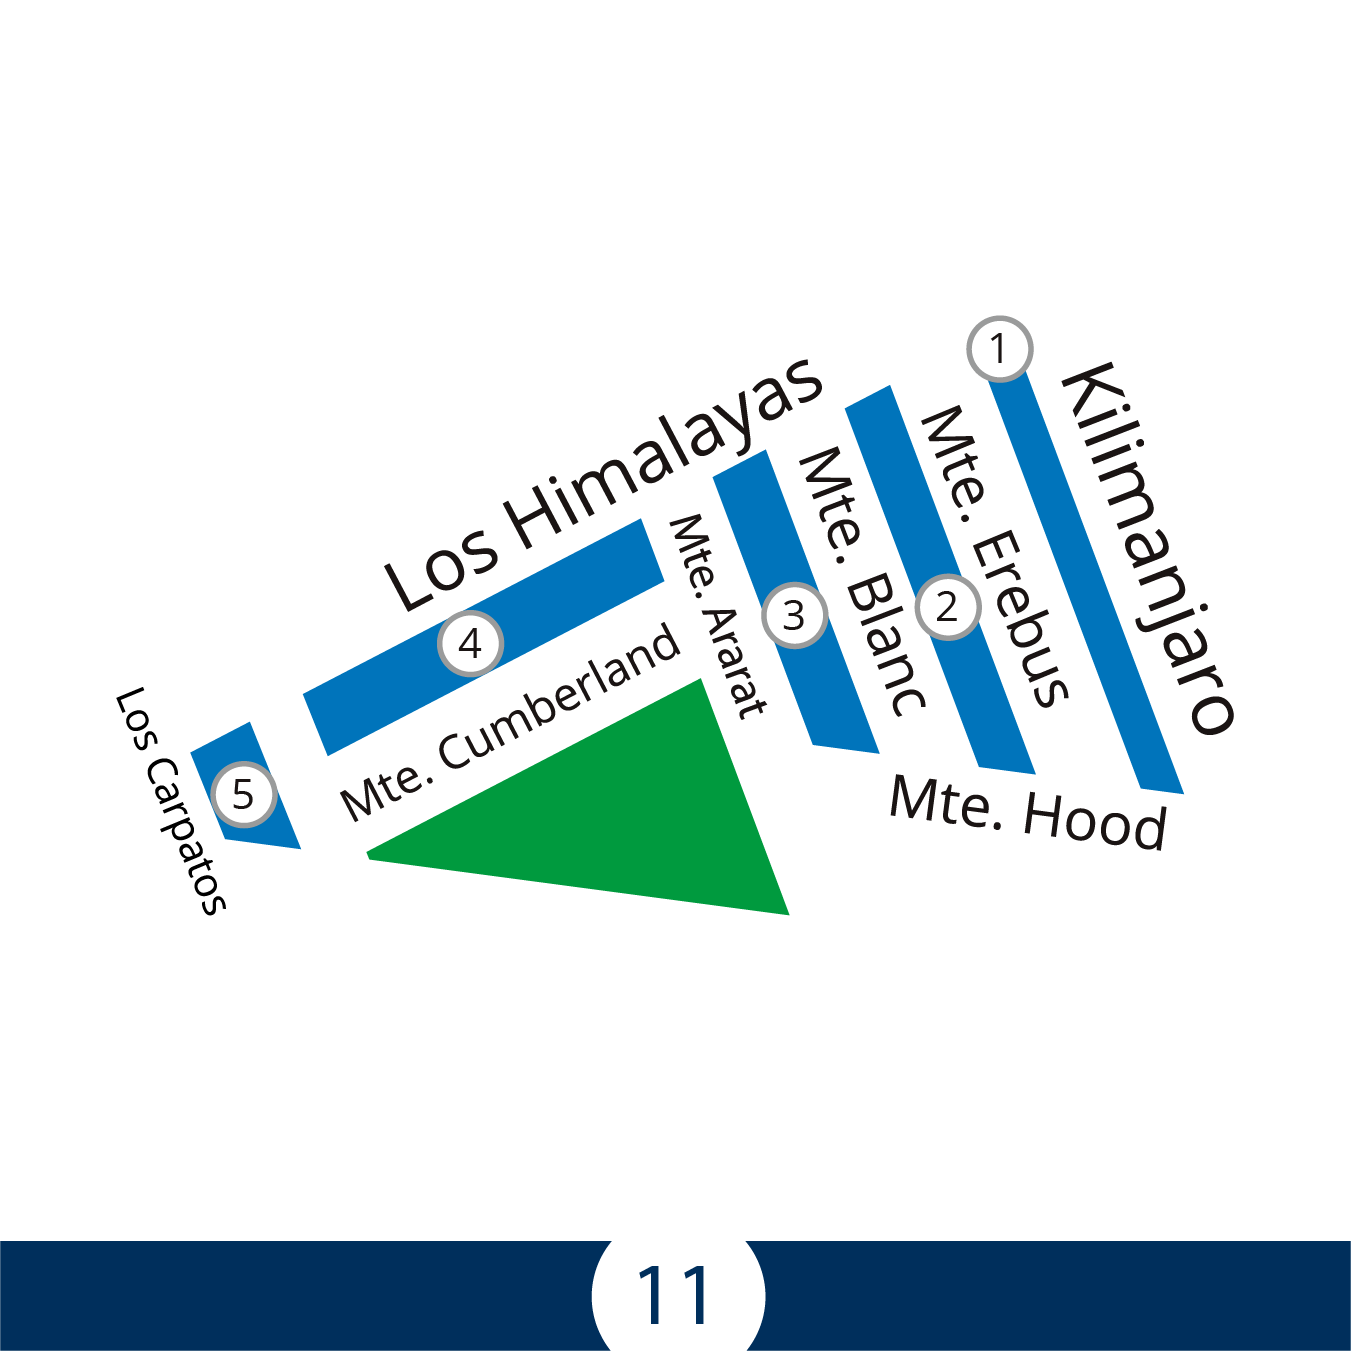 1
Kilimanjaro
Los Himalayas
Mte. Erebus
Mte. Blanc
2
Mte. Ararat
3
4
Mte. Cumberland
Los Carpatos
5
Mte. Hood
11